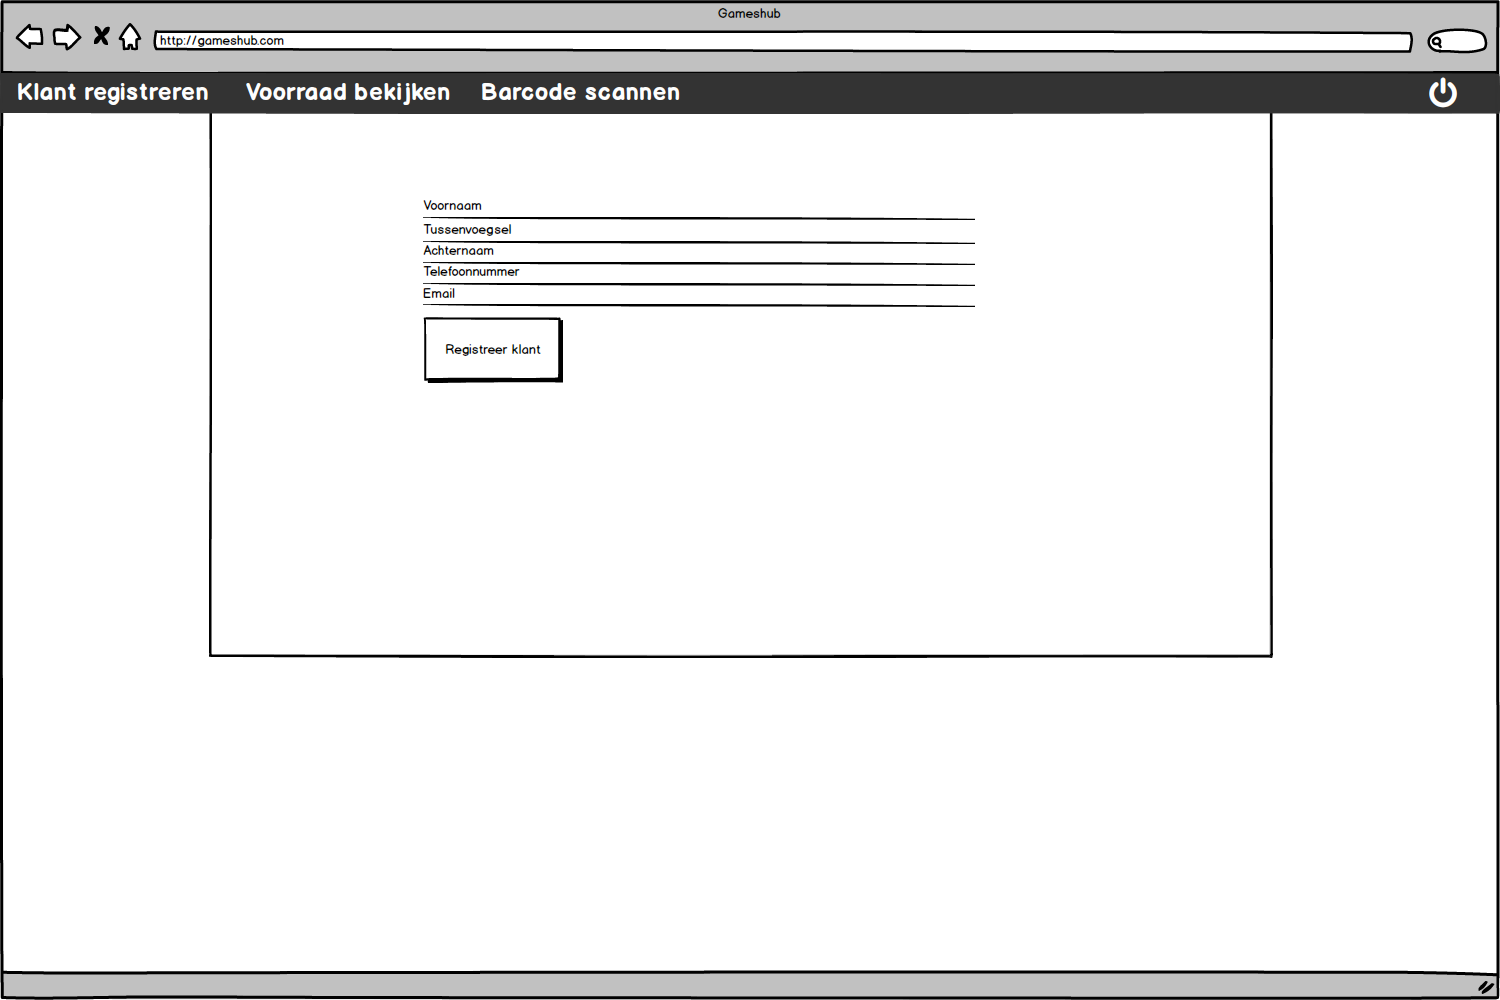 Gameshub
http://gameshub.com
Klant registreren Voorraad bekijken Barcode scannen
Voornaam
Tussenvoegsel
Achternaam
Telefoonnummer
Email
Registreer klant